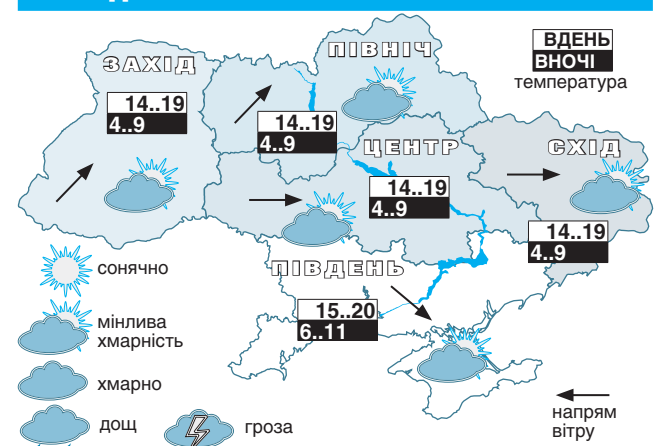 ПІВНІЧ
ВДЕНЬ
ВНОЧІ
температура
ЗАХІД
14..19
4..9
14..19
4..9
ЦЕНТР
СХІД
14..19
4..9
14..19
4..9
ПІВДЕНЬ
15..20
6..11
сонячно
мінлива
хмарність
хмарно
дощ
гроза
напрям
вітру